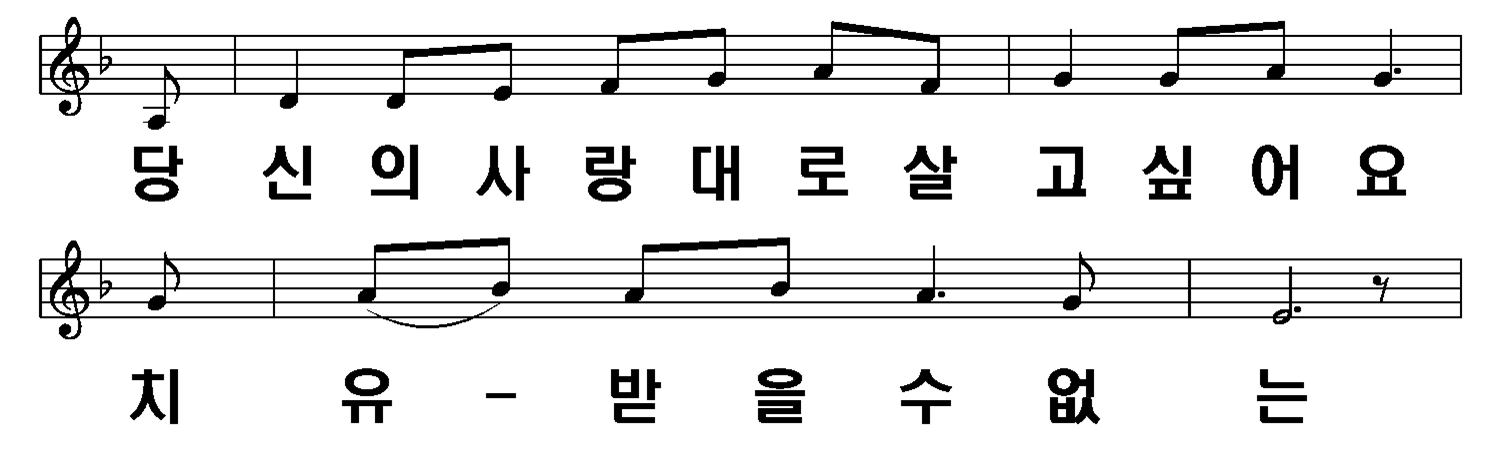 당 신 의 사 랑 대 로 살 고 싶 어 요
치 유 - 받 을 수 없 는